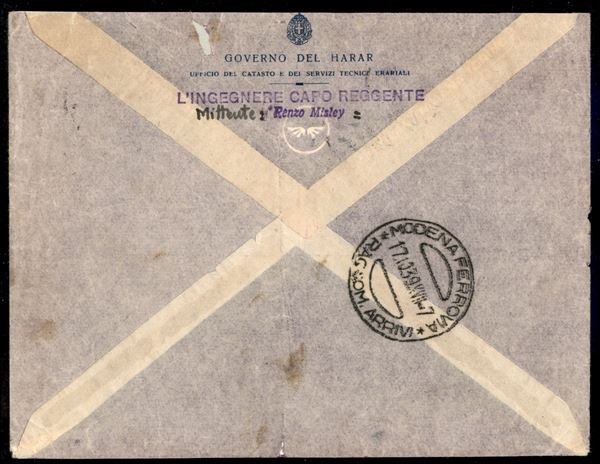 GOVERNO DEL HARAR
UFFICIO DEL CATASTO E DEI SERVIZI TECNICI ERARIALI
L'INGEGNERE CAPO REGGENTE
Mittente: Renzo Misley =
MODENA FERROVIA
RACCOM. ARRIVI